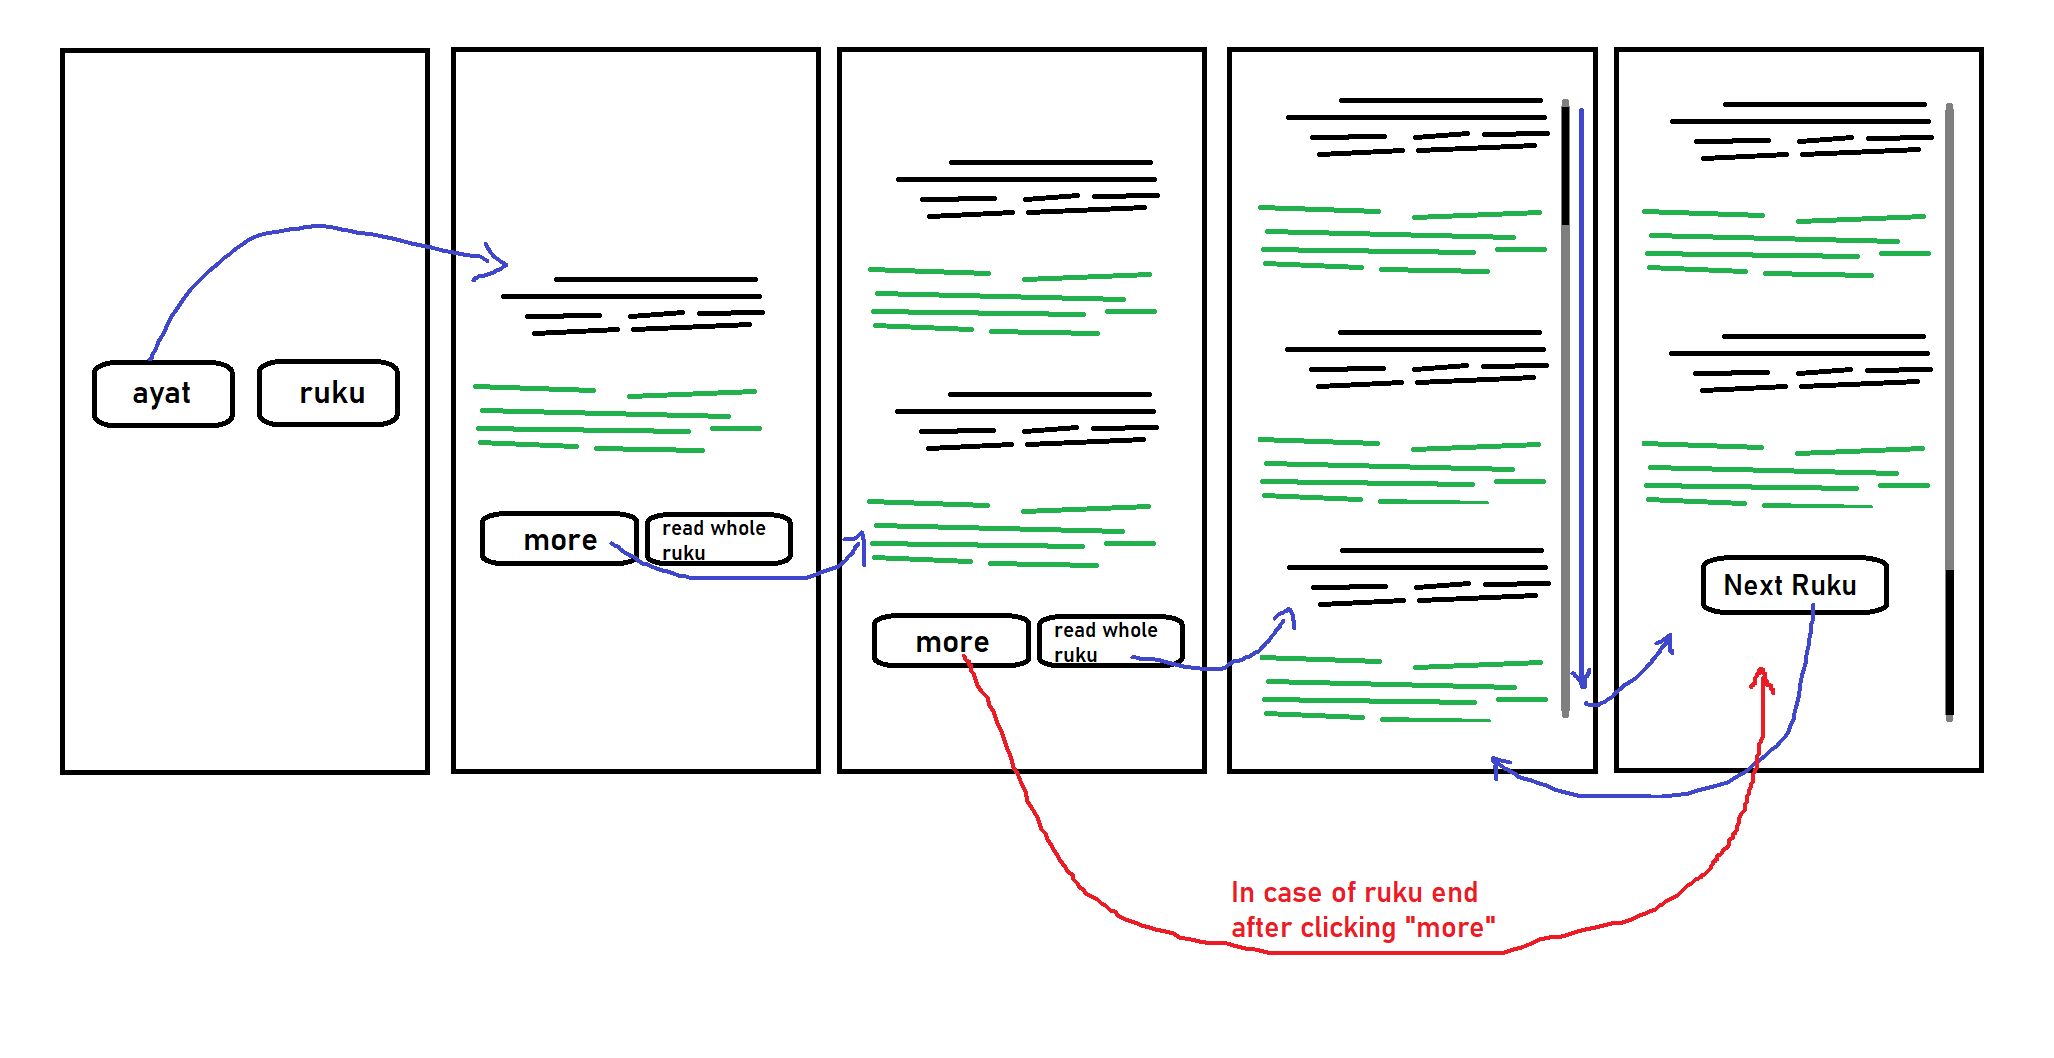 ayat
ruku
more
read whole
ruku
more
read whole
ruku
Next Ruku
In case of ruku end
after clicking "more"